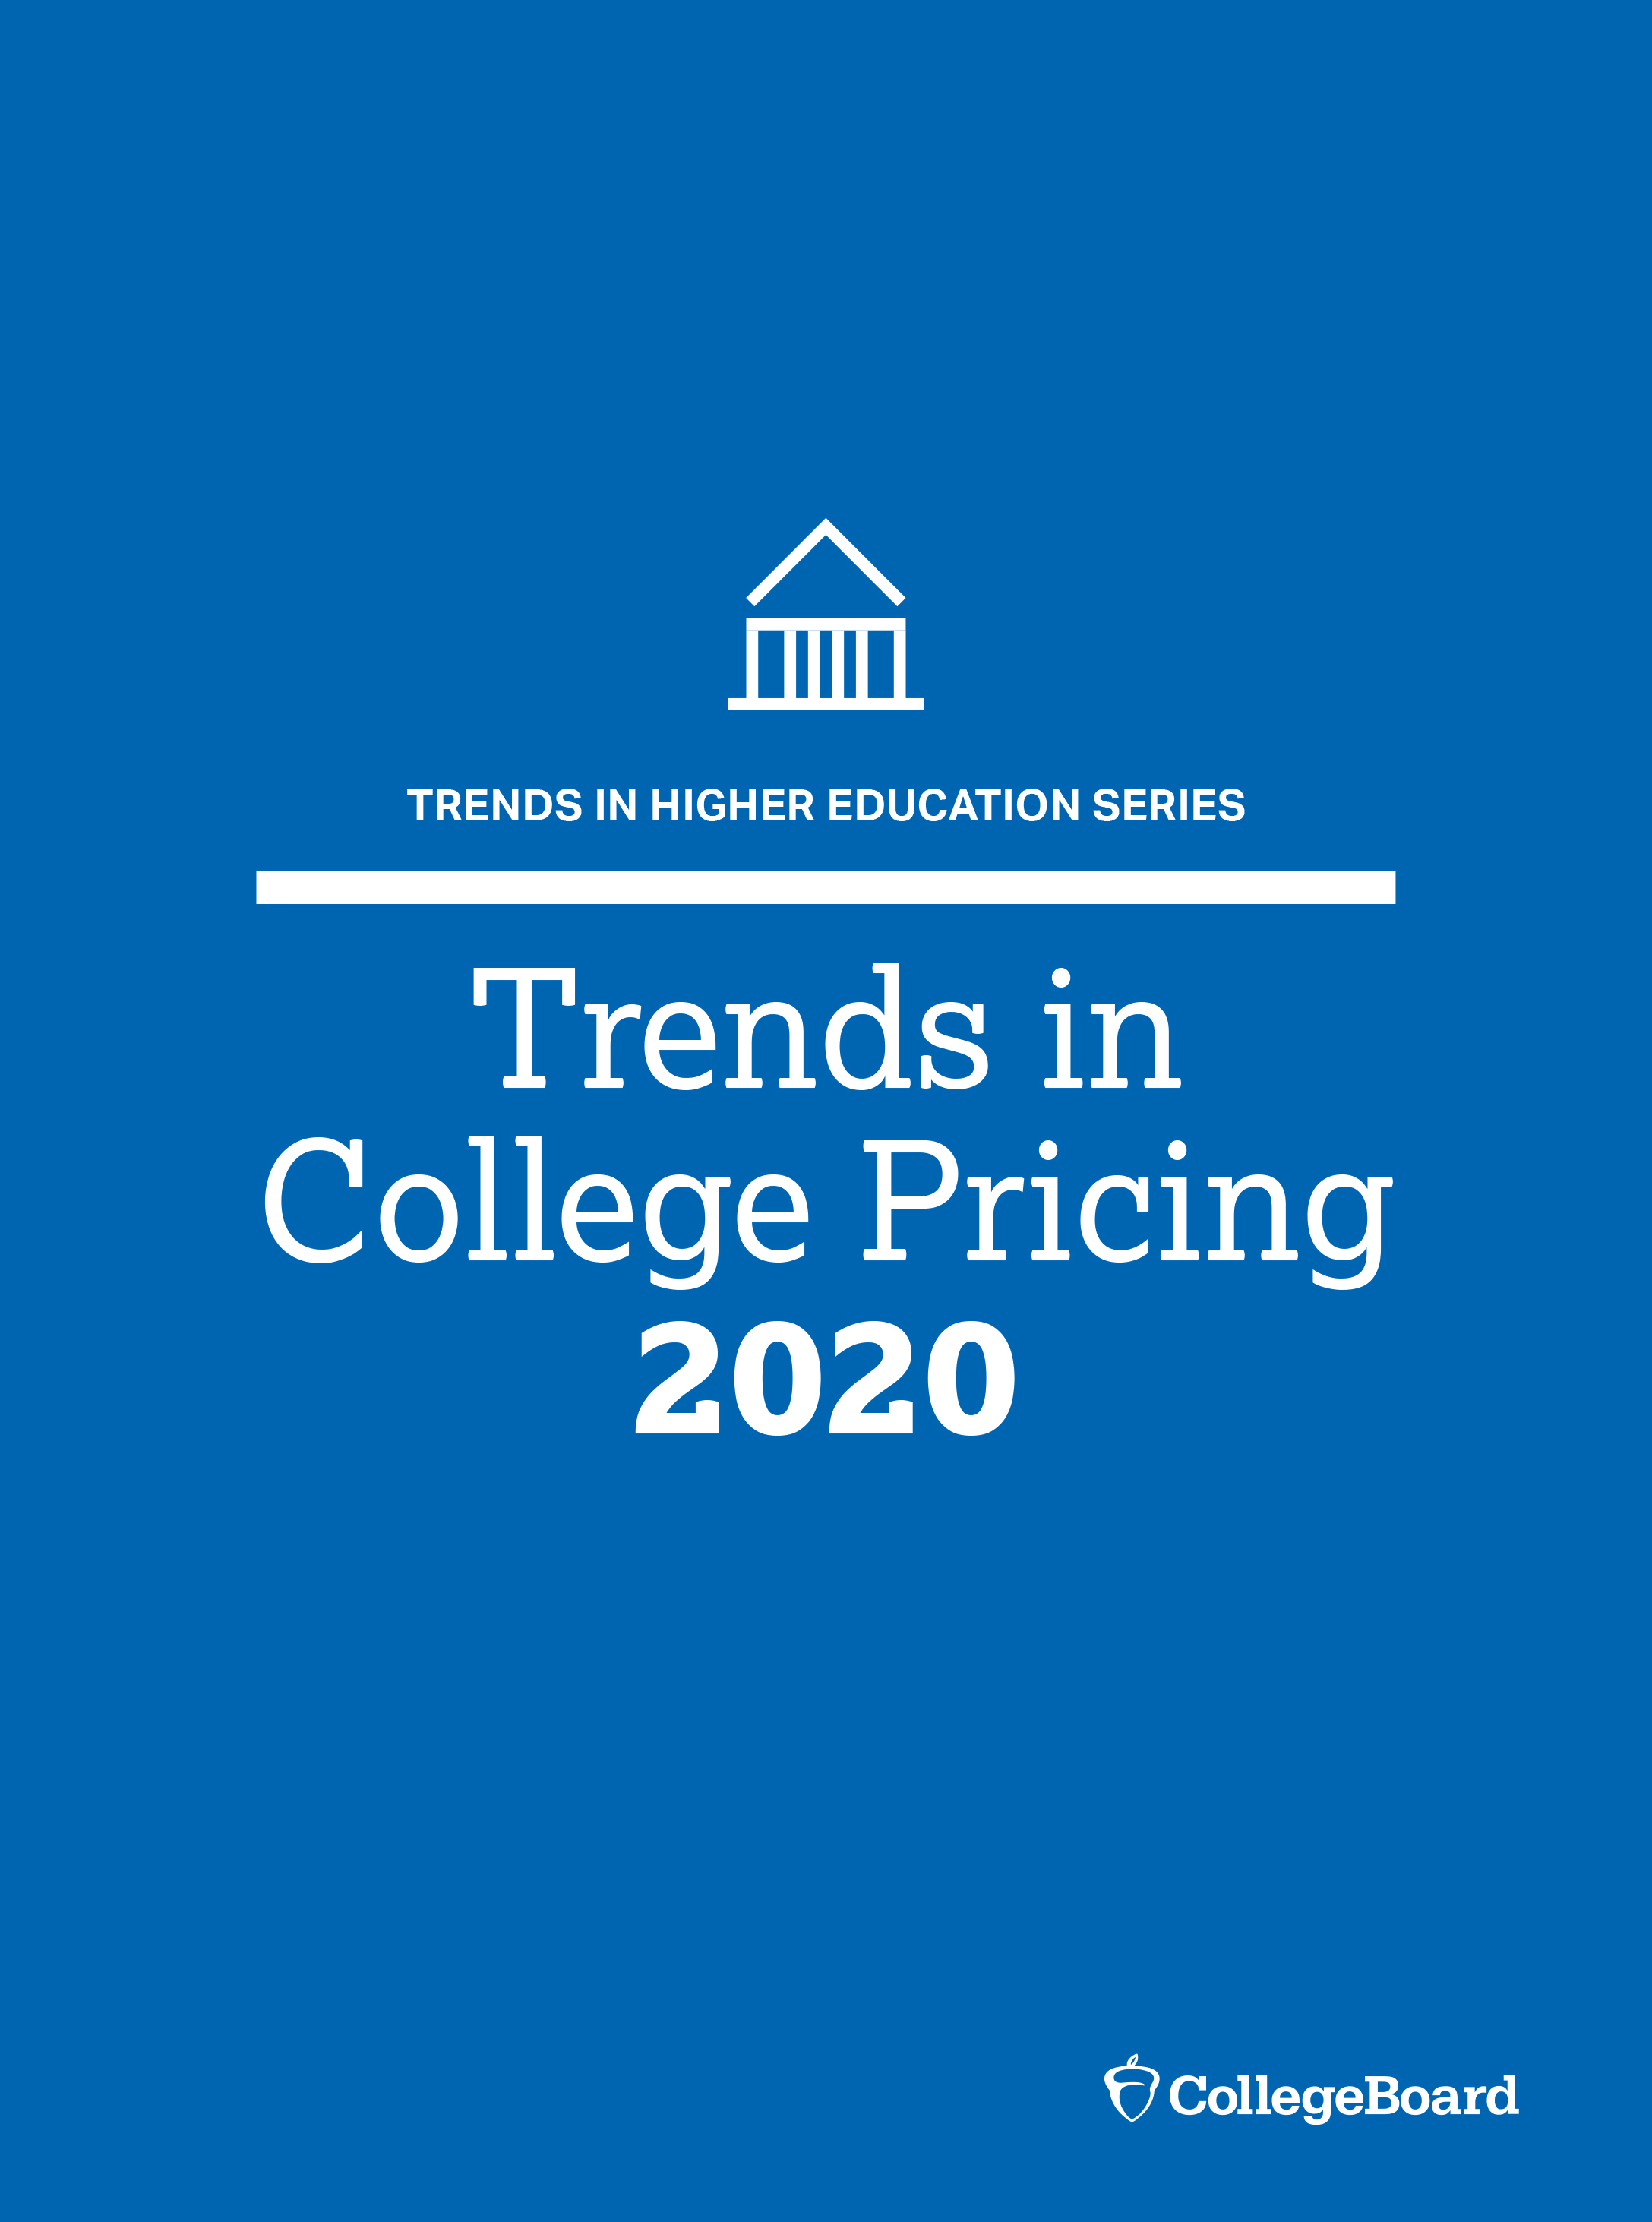 TRENDS IN HIGHER EDUCATION SERIES
Trends in
College Pricing
2020
CollegeBoard